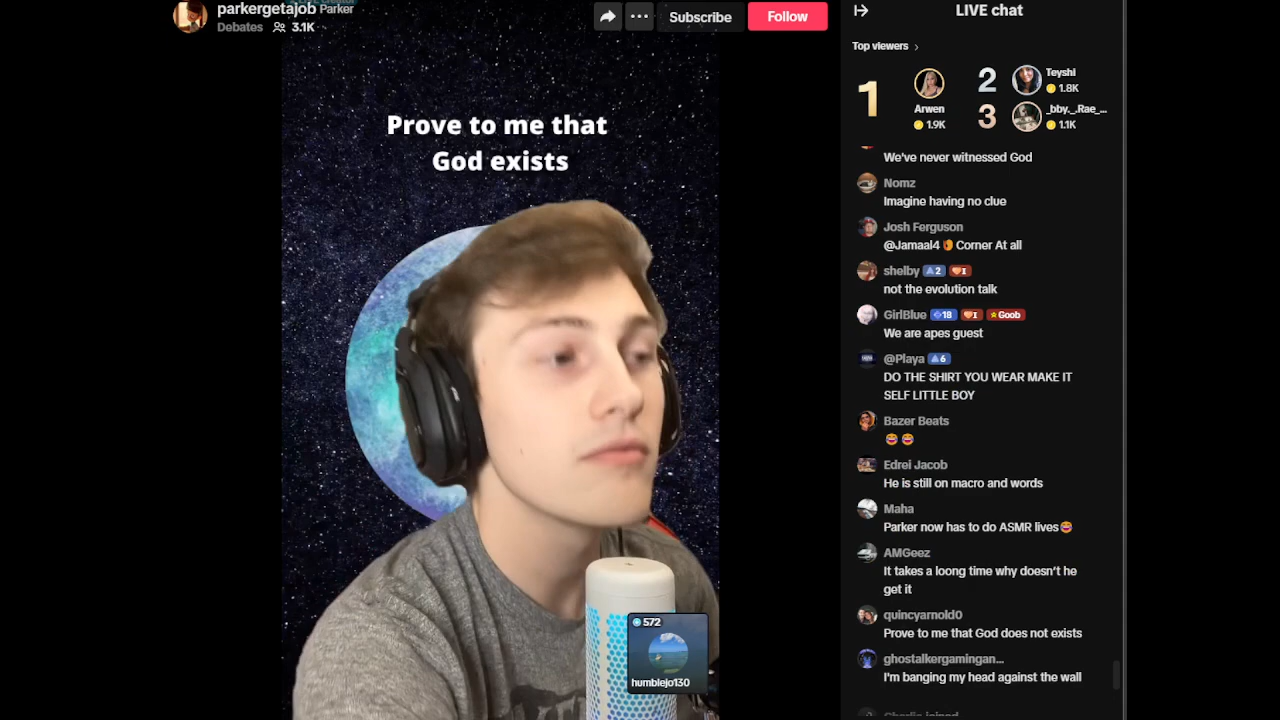 parkergetajob Parker
Debates 3.1K
Subscribe
Follow
Prove to me that
God exists
572
humblejo130
LIVE chat
Top viewers
1
Arwen
1.9K
2
Teyshi
1.8K
3
_bby._.Rae_...
1.1K
We've never witnessed God
Nomz
Imagine having no clue
Josh Ferguson
@Jamaal4 Corner At all
shelby 2 I
not the evolution talk
GirlBlue 18 I Goob
We are apes guest
@Playa 6
DO THE SHIRT YOU WEAR MAKE IT
SELF LITTLE BOY
Bazer Beats
Edrei Jacob
He is still on macro and words
Maha
Parker now has to do ASMR lives
AMGeez
It takes a loong time why doesn't he
get it
quincyarnold0
Prove to me that God does not exists
ghostalkergamingan...
I'm banging my head against the wall